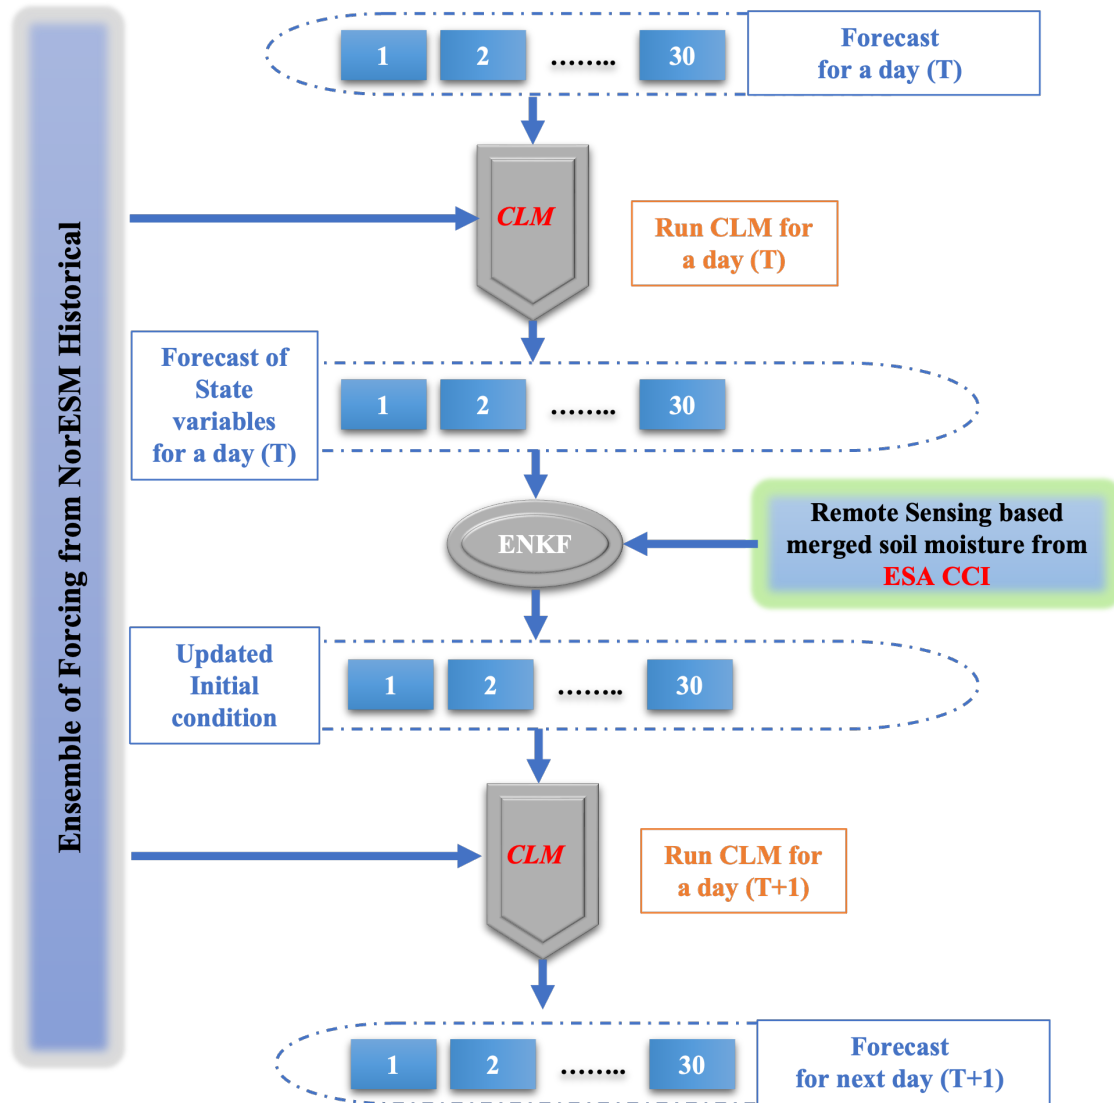 Ensemble of Forcing from NorESM Historical
1 2 …….. 30
Forecast
for a day (T)
CLM
Run CLM for
a day (T)
Forecast of
State
variables
for a day (T)
1 2 …….. 30
ENKF
Remote Sensing based
merged soil moisture from
ESA CCI
Updated
Initial
condition
1 2 …….. 30
CLM
Run CLM for
a day (T+1)
1 2 …….. 30
Forecast
for next day (T+1)